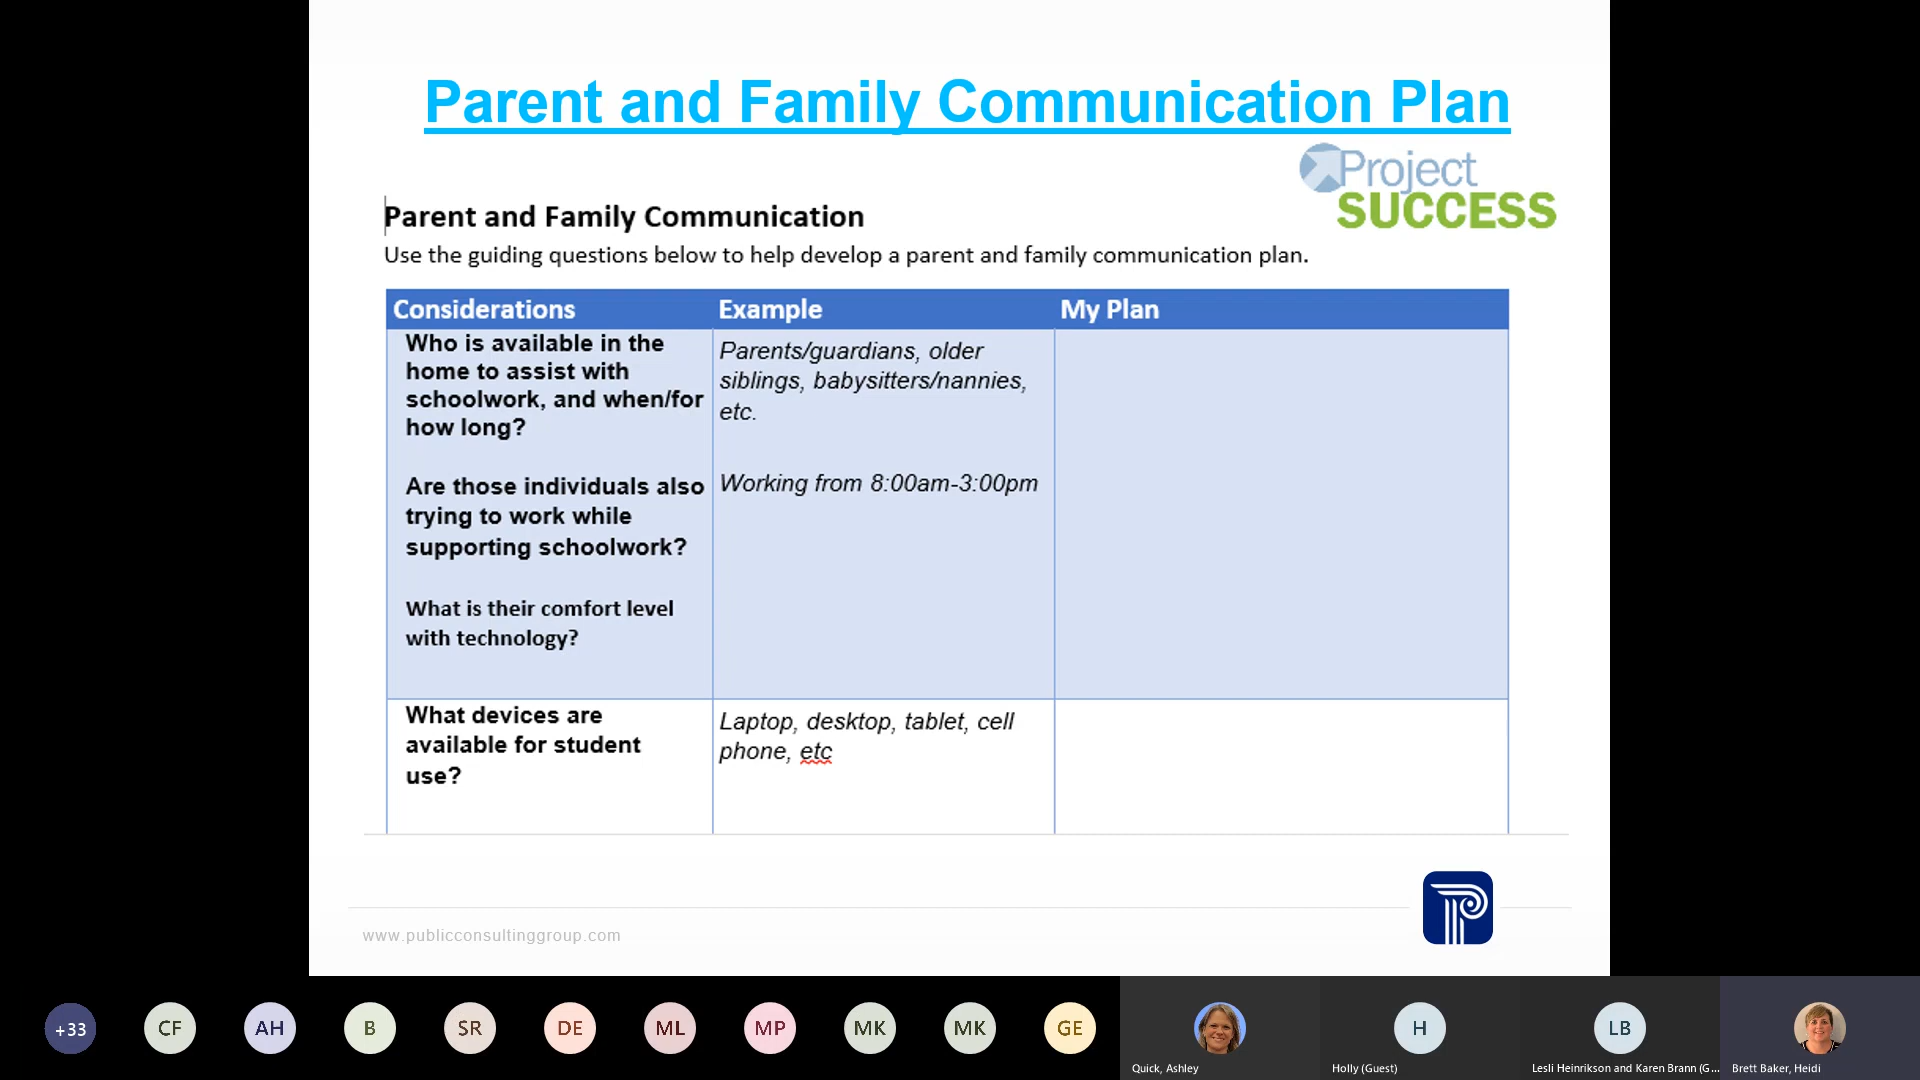 Parent and Family Communication Plan
Project
SUCCESS
Parent and Family Communication
Use the guiding questions below to help develop a parent and family communication plan.
Considerations
Example
My Plan
Who is available in the
home to assist with
schoolwork, and when/for
how long?
Are those individuals also
trying to work while
supporting schoolwork?
What is their comfort level
with technology?
Parents/guardians, older
siblings, babysitters/nannies,
etc.
Working from 8:00am-3:00pm
What devices are
available for student
use?
Laptop, desktop, tablet, cell
phone, etc
www.publicconsultinggroup.com
+33
CF
AH
B
SR
DE
ML
MP
MK
MK
GE
Quick, Ashley
H
Holly (Guest)
LB
Lesli Heinrikson and Karen Brann (G...
Brett Baker, Heidi